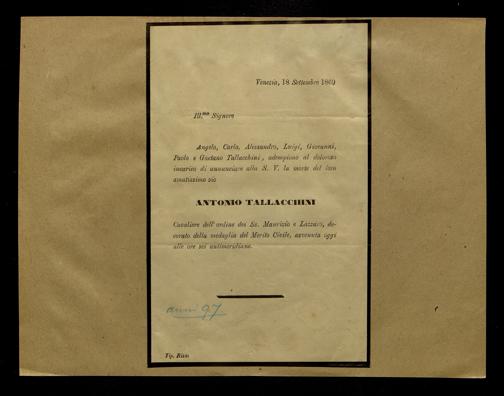 Venezia, 18 Settembre 1869
Ill.mo Signore
Angelo, Carlo, Alessandro, Luigi, Giovanni,
Paolo e Gaetano Tallacchini, adempiono al doloroso
incarico di annunciare alla S. V. la morte del loro
amatissimo zio
ANTONIO TALLACCHINI
Cavaliere dell'ordine dei Ss. Maurizio e Lazzaro, de-
corato della medaglia del Merito Civile, avvenuta oggi
alle ore sei antimeridiane.
anni 97
Tip. Rizzi